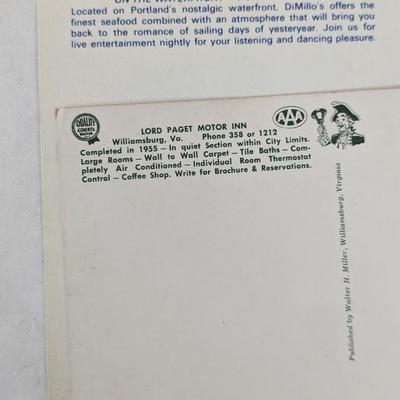 Located on Portland's nostalgic waterfront, DiMillo's offers the
finest seafood combined with an atmosphere that will bring you
back to the romance of sailing days of yesteryear. Join us for
live entertainment nightly for your listening and dancing pleasure.
QUALITY
COURTS
AAA
LORD PAGET MOTOR INN
Williamsburg, Va. Phone 358 or 1212
Completed in 1955 — In quiet Section within City Limits.
Large Rooms — Wall to Wall Carpet — Tile Baths — Com-
pletely Air Conditioned — Individual Room Thermostat
Control — Coffee Shop. Write for Brochure & Reservations.
Published by Walter H. Miller, Williamsburg, Virginia